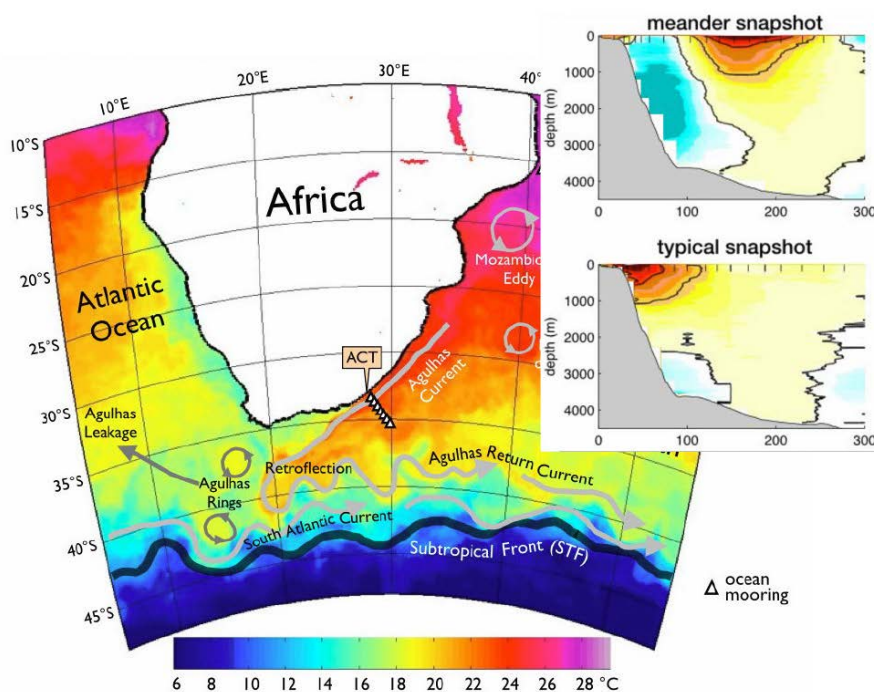 meander snapshot
0
1000
2000
3000
4000
depth (m)
0
100
200
300
typical snapshot
0
1000
2000
3000
4000
depth (m)
0
100
200
300
10°E
20°E
30°E
10°S
15°S
20°S
25°S
30°S
35°S
40°S
45°S
Africa
Atlantic
Ocean
Eddy
ACT
Agulhas
Current
Agulhas
Leakage
Agulhas
Rings
Retroflection
Agulhas Return Current
South Atlantic Current
Subtropical Front (STF)
ocean
mooring
6
8
10
12
14
16
18
20
22
24
26
28 °C